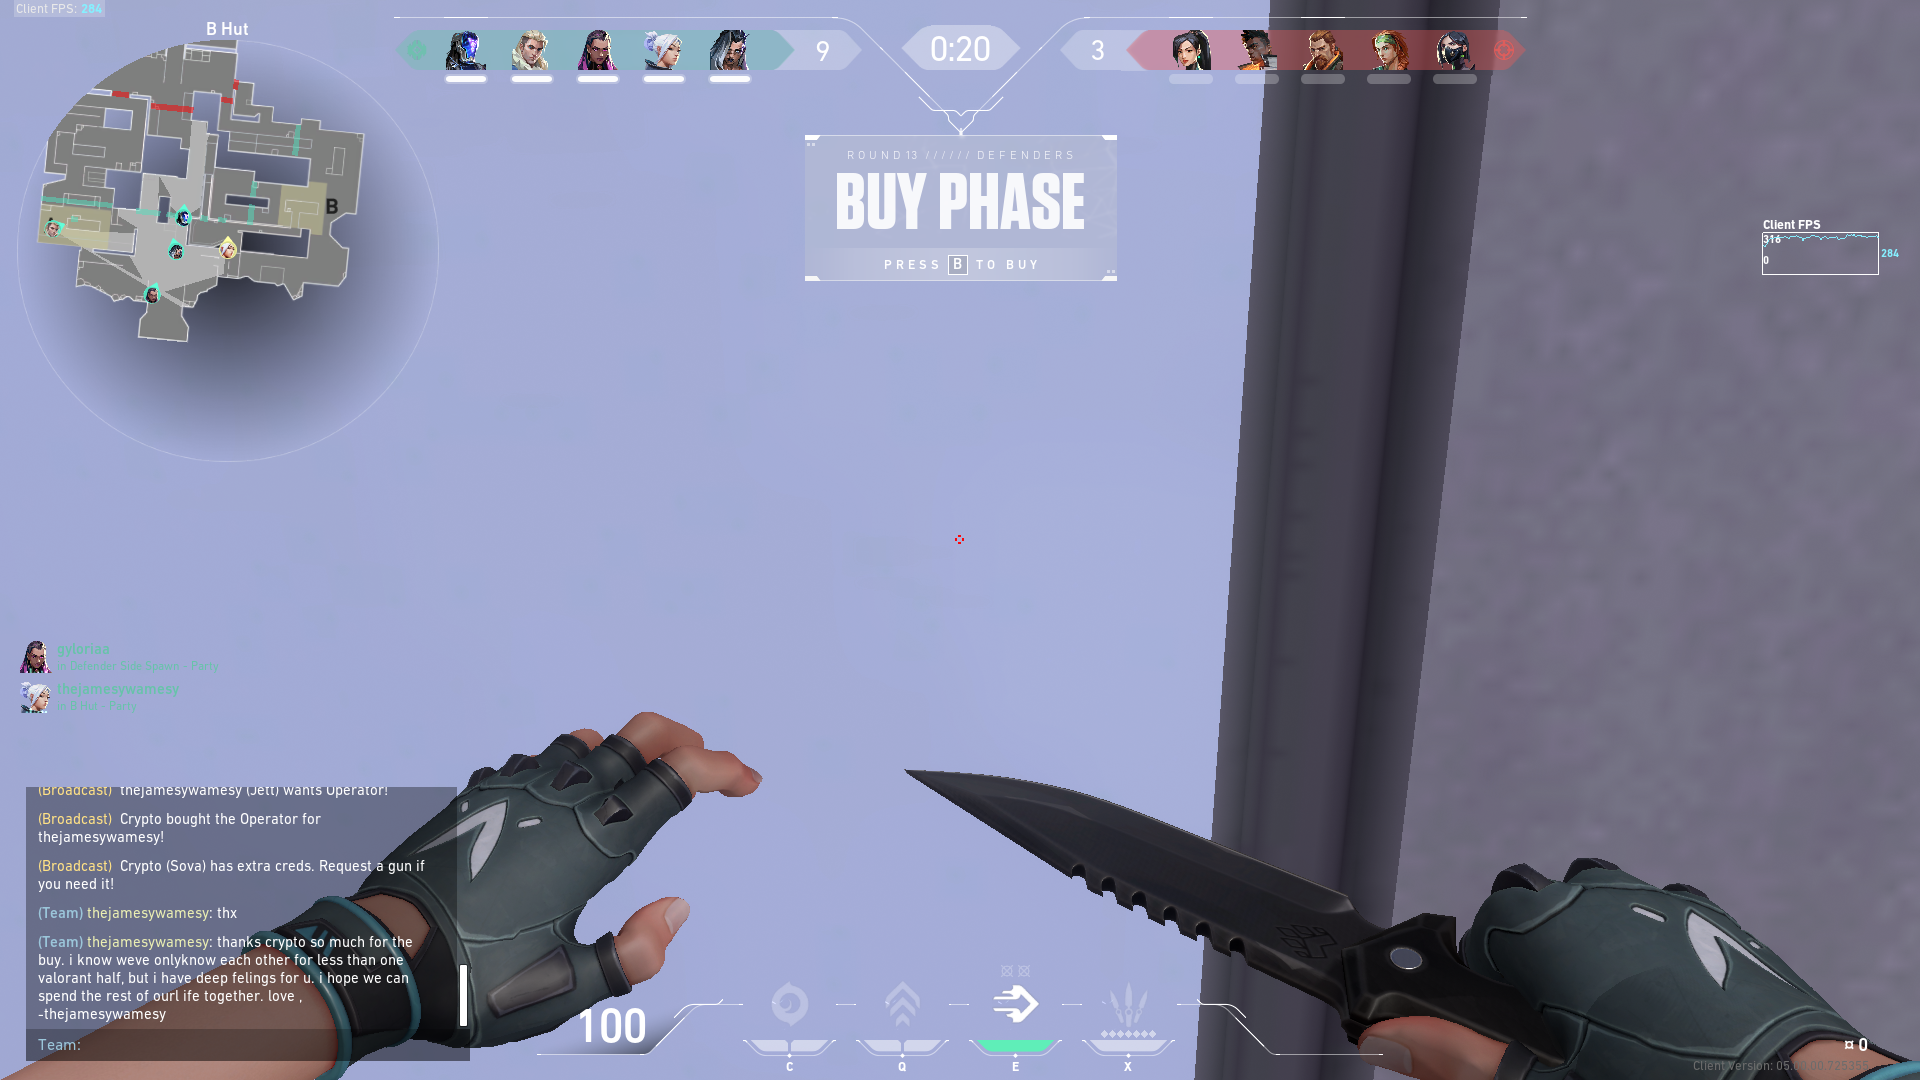 Client FPS: 284
B Hut
9
0:20
3
ROUND 13 ////// DEFENDERS
BUY PHASE
PRESS B TO BUY
B
Client FPS
316
284
0
gyloriaa
in Defender Side Spawn - Party
thejamesywamesy
in B Hut - Party
(Broadcast) thejamesywamesy (Jett) wants Operator!
(Broadcast) Crypto bought the Operator for
thejamesywamesy!
(Broadcast) Crypto (Sova) has extra creds. Request a gun if
you need it!
(Team) thejamesywamesy: thx
(Team) thejamesywamesy: thanks crypto so much for the
buy. i know weve onlyknow each other for less than one
valorant half, but i have deep felings for u. i hope we can
spend the rest of ourl ife together. love ,
-thejamesywamesy
Team:
100
C
Q
E
X
¤ 0
Client Version: 05.